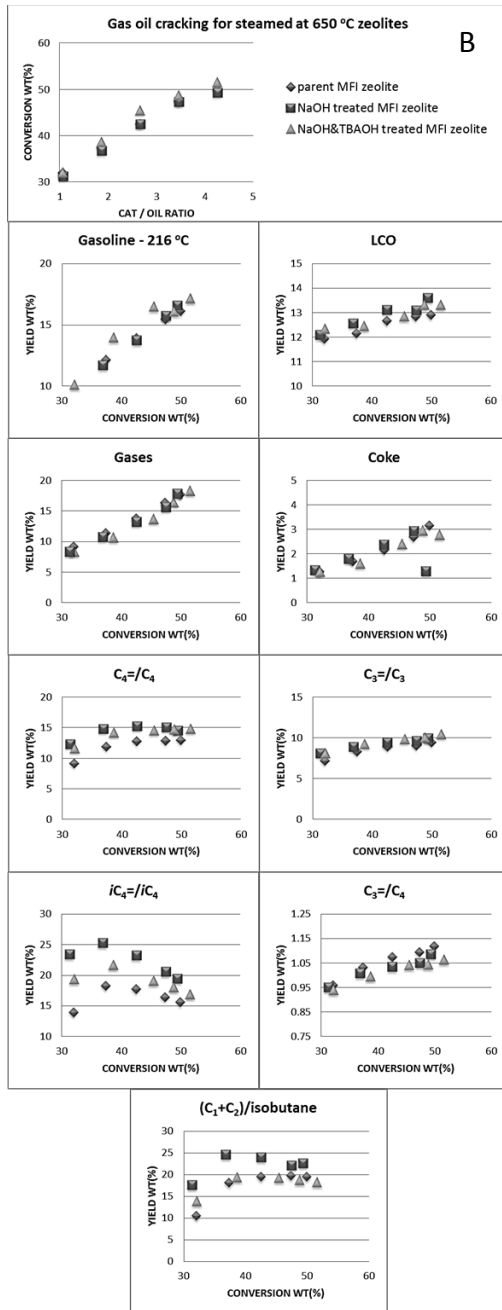 Gas oil cracking for steamed at 650 °C zeolites
B
CONVERSION WT(%)
60
50
40
30
1
2
3
4
5
CAT / OIL RATIO
parent MFI zeolite
NaOH treated MFI zeolite
NaOH&TBAOH treated MFI zeolite
Gasoline - 216 °C
YIELD WT(%)
20
15
10
30
40
50
60
CONVERSION WT(%)
LCO
YIELD WT(%)
15
14
13
12
11
10
30
40
50
60
CONVERSION WT(%)
Gases
YIELD WT(%)
20
15
10
5
0
30
40
50
60
CONVERSION WT(%)
Coke
YIELD WT(%)
5
4
3
2
1
0
30
40
50
60
CONVERSION WT(%)
C₄=/C₄
YIELD WT(%)
20
15
10
5
0
30
40
50
60
CONVERSION WT(%)
C₃=/C₃
YIELD WT(%)
15
10
5
0
30
40
50
60
CONVERSION WT(%)
iC₄=/iC₄
YIELD WT(%)
30
25
20
15
10
30
40
50
60
CONVERSION WT(%)
C₃=/C₄
YIELD WT(%)
1.25
1.15
1.05
0.95
0.85
0.75
30
40
50
60
CONVERSION WT(%)
(C₁+C₂)/isobutane
YIELD WT(%)
30
25
20
15
10
5
0
30
40
50
60
CONVERSION WT(%)